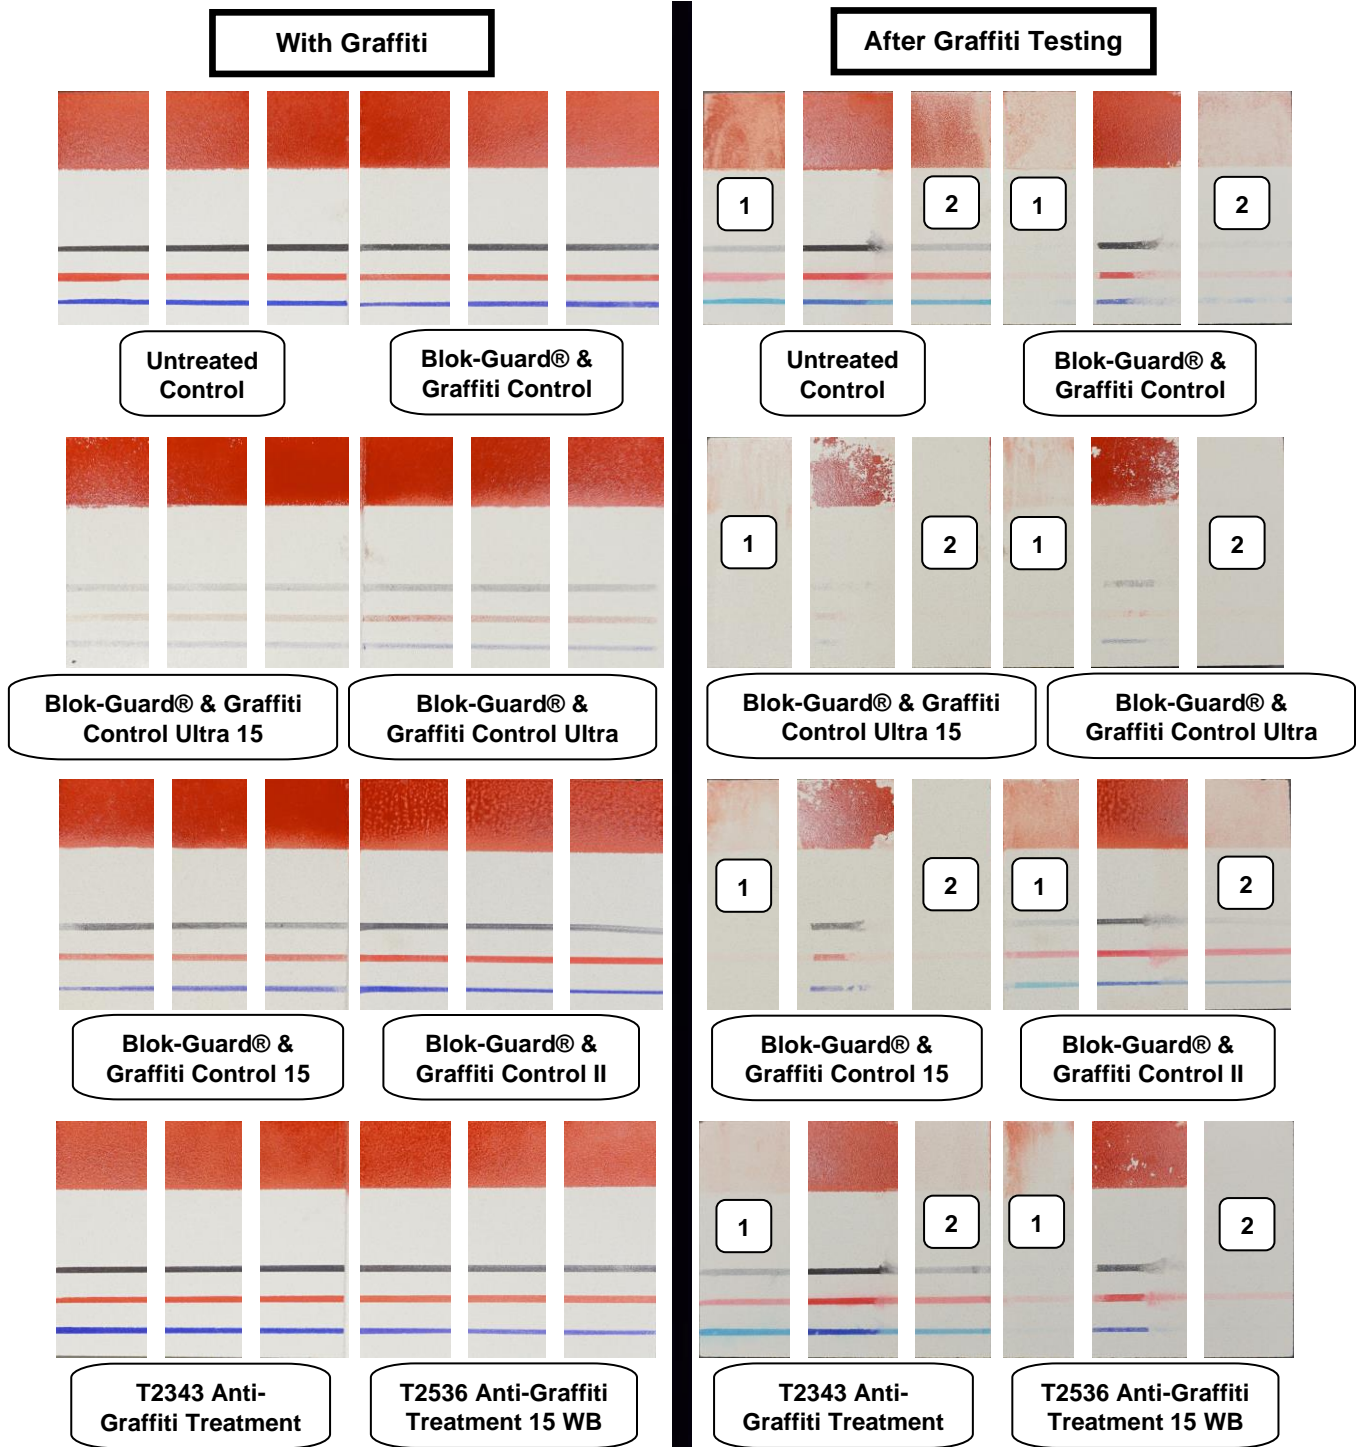 With Graffiti
After Graffiti Testing
1
2
1
2
Untreated
Control
Blok-Guard® &
Graffiti Control
Untreated
Control
Blok-Guard® &
Graffiti Control
1
2
1
2
Blok-Guard® & Graffiti
Control Ultra 15
Blok-Guard® &
Graffiti Control Ultra
Blok-Guard® & Graffiti
Control Ultra 15
Blok-Guard® &
Graffiti Control Ultra
1
2
1
2
Blok-Guard® &
Graffiti Control 15
Blok-Guard® &
Graffiti Control II
Blok-Guard® &
Graffiti Control 15
Blok-Guard® &
Graffiti Control II
1
2
1
2
T2343 Anti-
Graffiti Treatment
T2536 Anti-Graffiti
Treatment 15 WB
T2343 Anti-
Graffiti Treatment
T2536 Anti-Graffiti
Treatment 15 WB